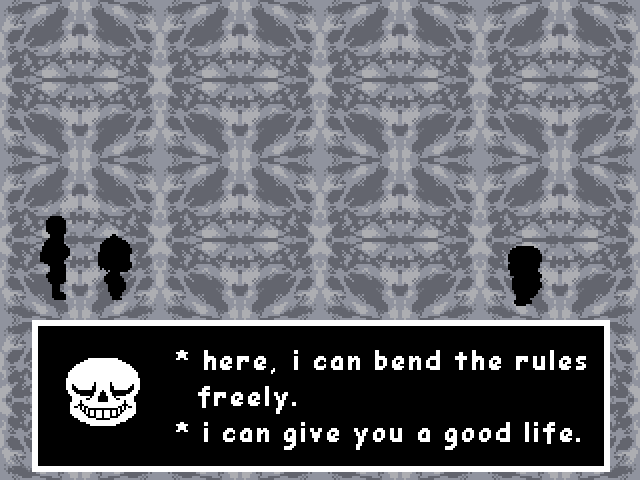 * here, i can bend the rules
freely.
* i can give you a good life.